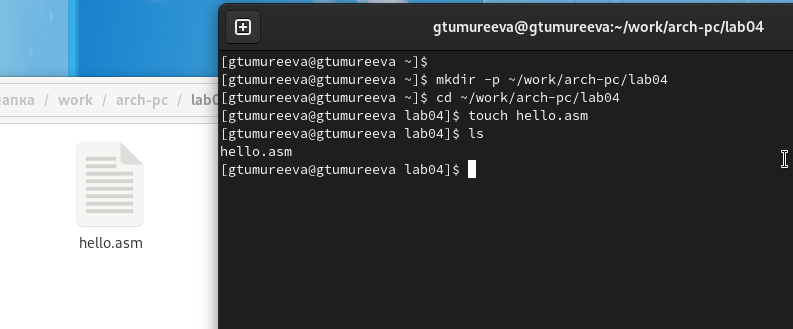 gtumureeva@gtumureeva:~/work/arch-pc/lab04
[gtumureeva@gtumureeva ~]$
[gtumureeva@gtumureeva ~]$ mkdir -p ~/work/arch-pc/lab04
[gtumureeva@gtumureeva ~]$ cd ~/work/arch-pc/lab04
[gtumureeva@gtumureeva lab04]$ touch hello.asm
[gtumureeva@gtumureeva lab04]$ ls
hello.asm
[gtumureeva@gtumureeva lab04]$
/ work / arch-pc /
hello.asm